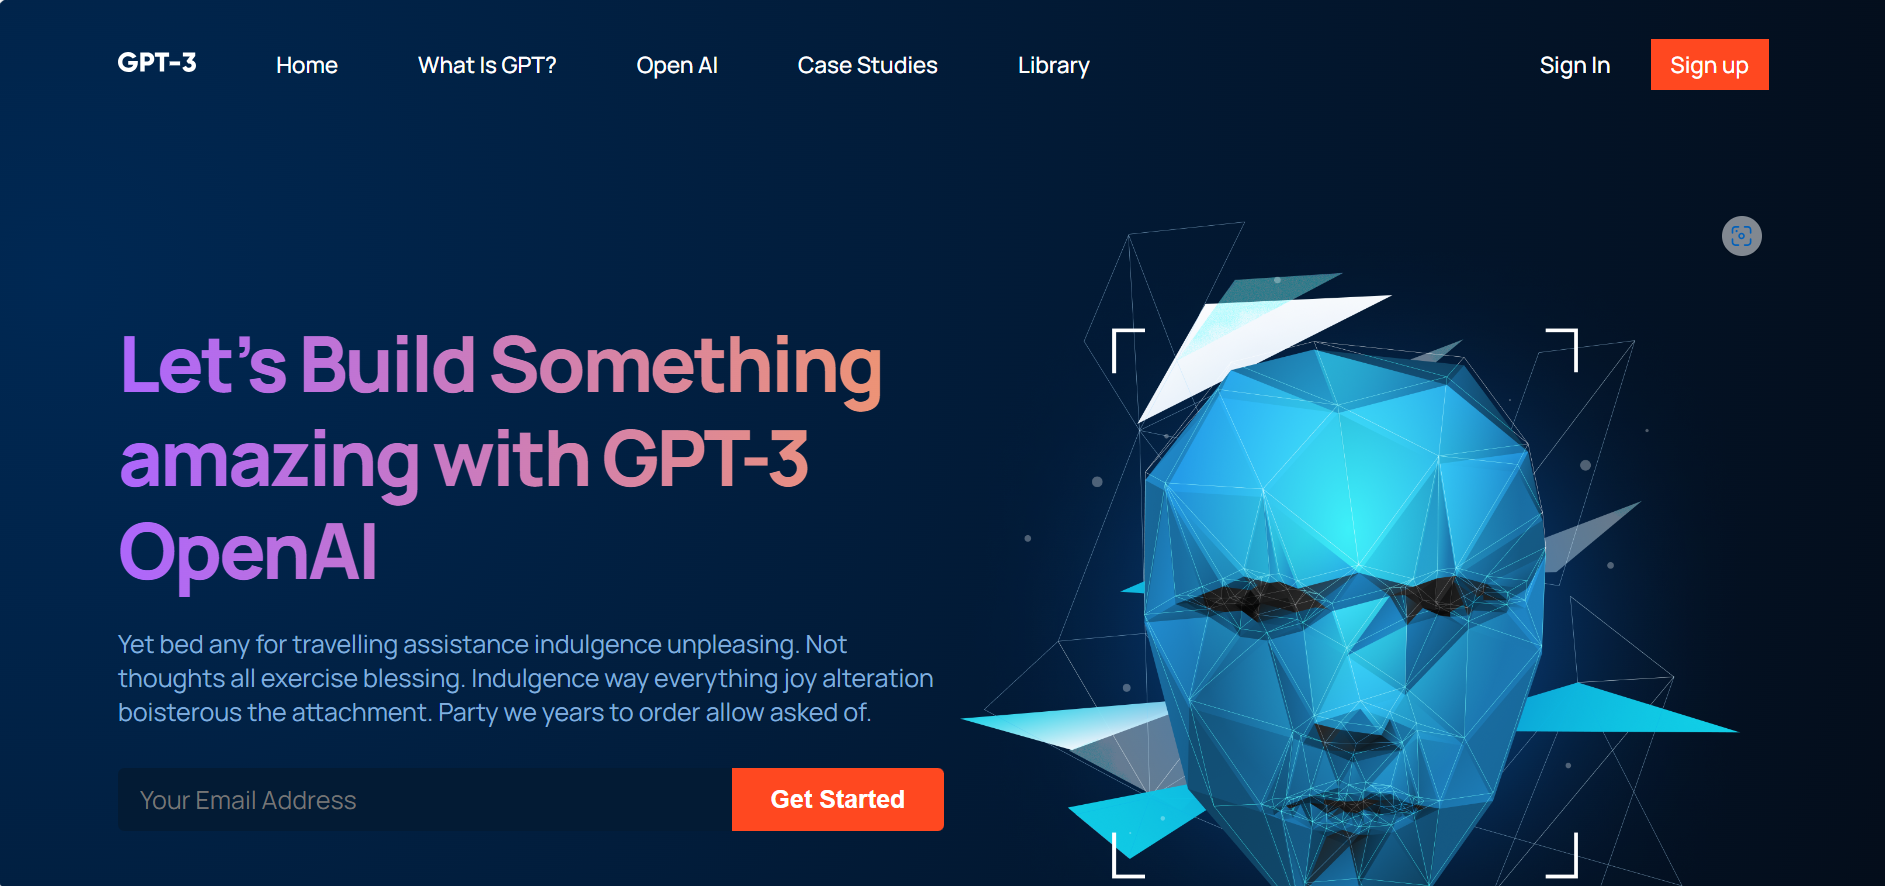 GPT-3 Home What Is GPT? Open AI Case Studies Library Sign In Sign up
Let's Build Something
amazing with GPT-3
OpenAI
Yet bed any for travelling assistance indulgence unpleasing. Not
thoughts all exercise blessing. Indulgence way everything joy alteration
boisterous the attachment. Party we years to order allow asked of.
Your Email Address Get Started